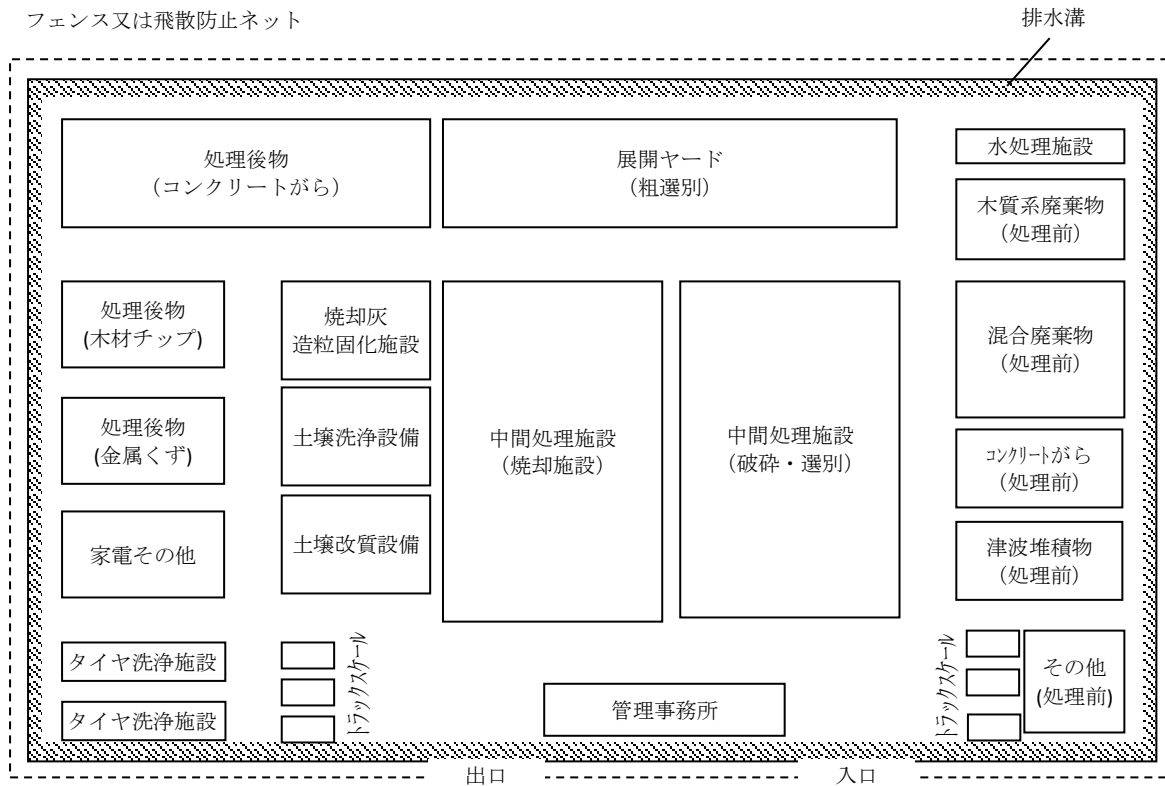 フェンス又は飛散防止ネット
排水溝
処理後物
（コンクリートがら）
展開ヤード
（粗選別）
水処理施設
木質系廃棄物
（処理前）
処理後物
(木材チップ)
焼却灰
造粒固化施設
中間処理施設
（焼却施設）
中間処理施設
（破砕・選別）
混合廃棄物
（処理前）
処理後物
(金属くず)
土壌洗浄設備
ｺﾝｸﾘｰﾄがら
（処理前）
家電その他
土壌改質設備
津波堆積物
（処理前）
タイヤ洗浄施設
タイヤ洗浄施設
トラックスケール
管理事務所
トラックスケール
その他
(処理前)
出口
入口